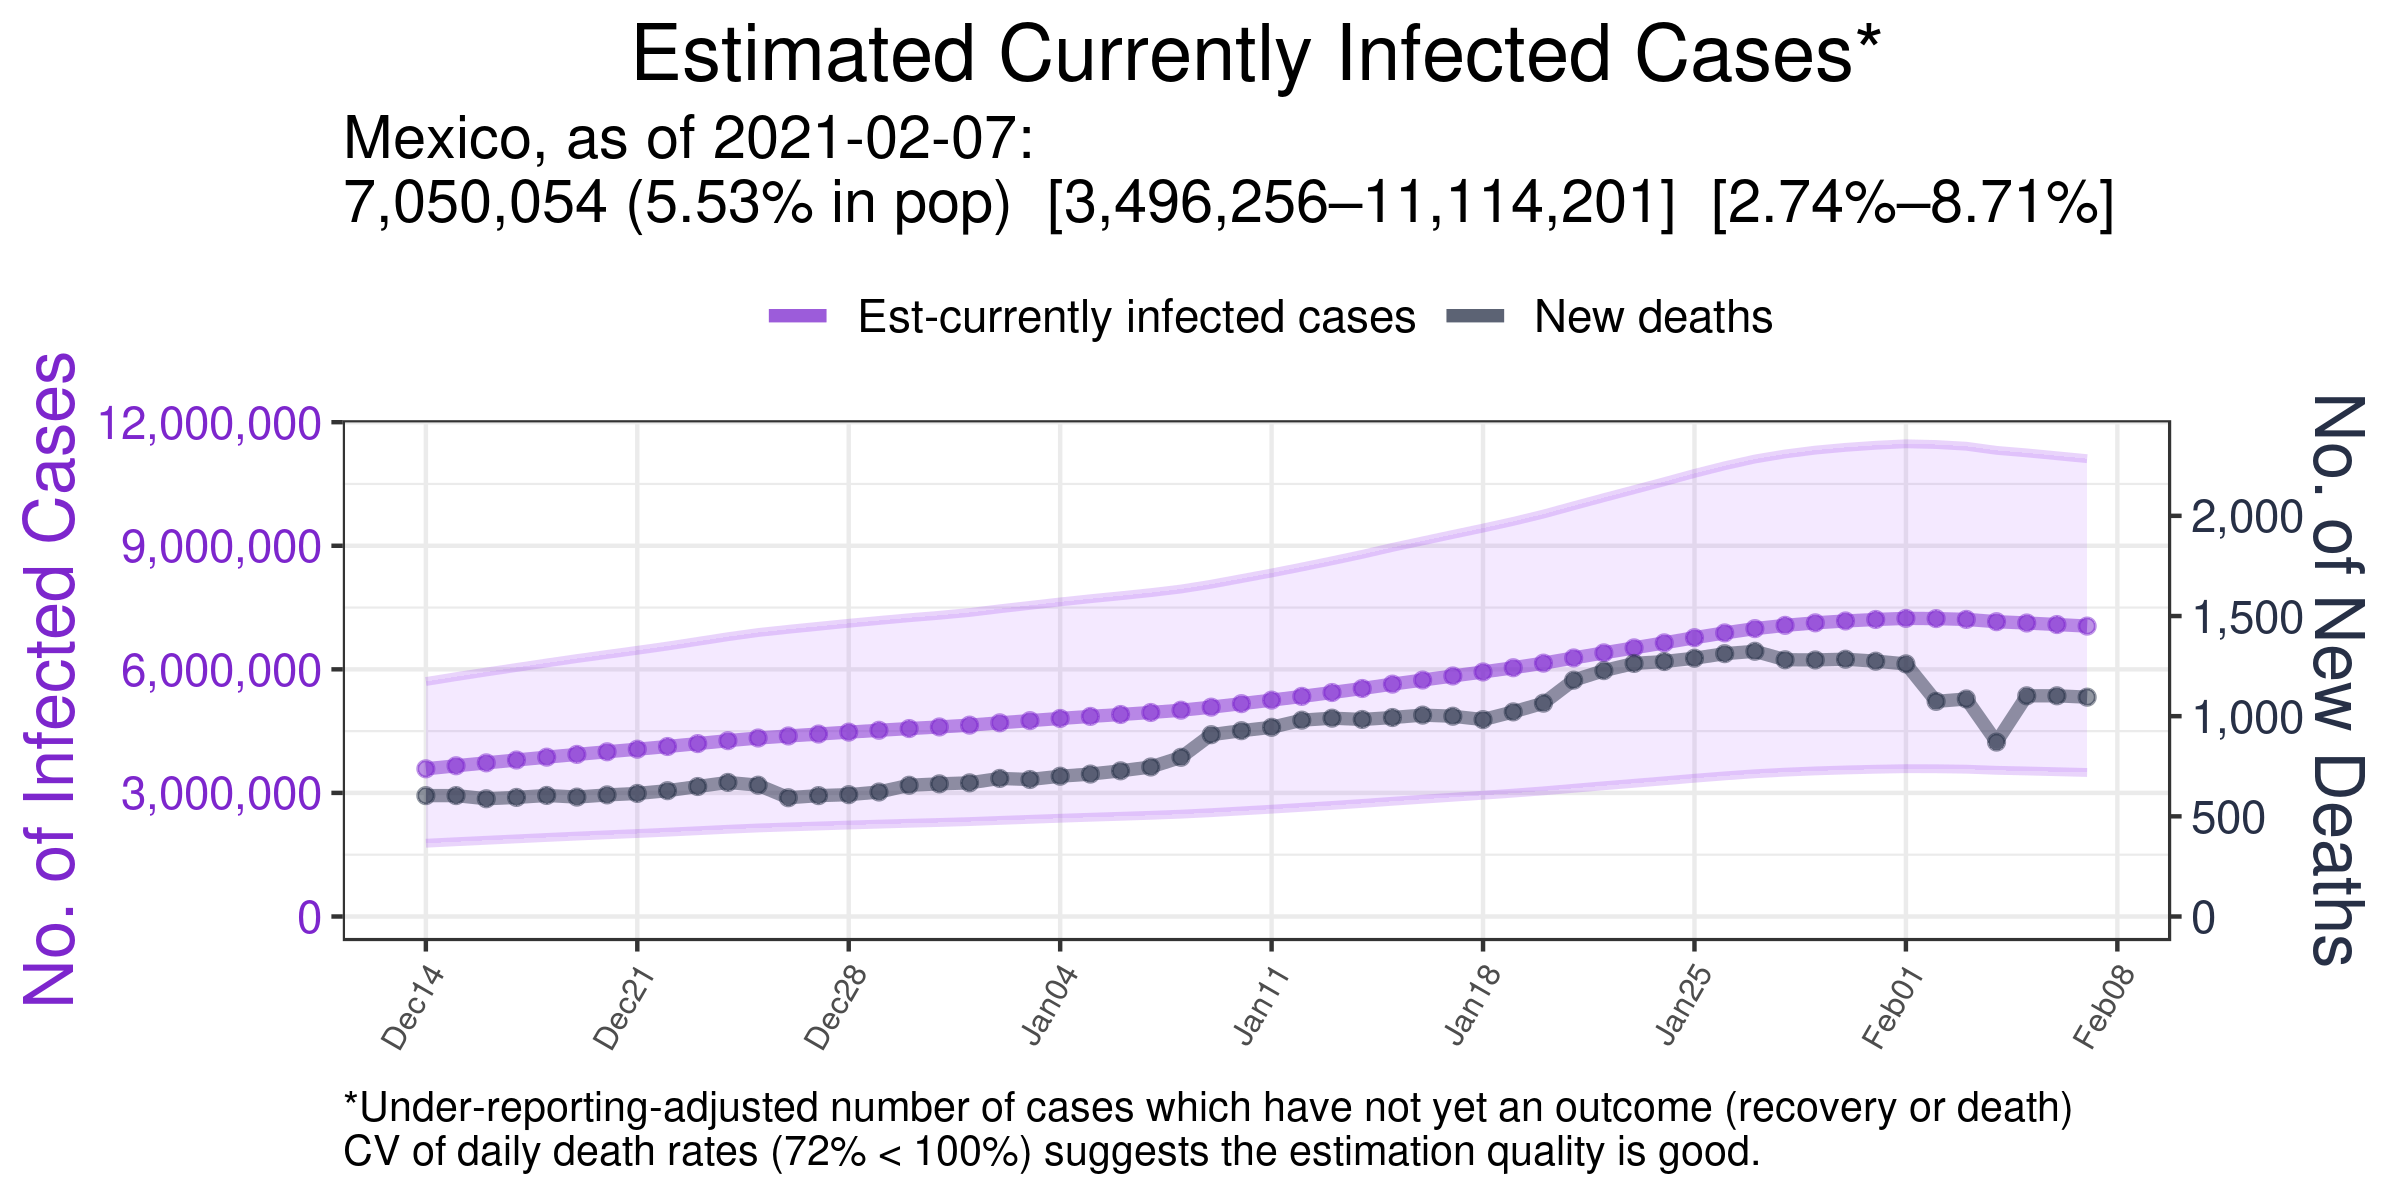 Estimated Currently Infected Cases*
Mexico, as of 2021-02-07:
7,050,054 (5.53% in pop)  [3,496,256–11,114,201]  [2.74%–8.71%]
Est-currently infected cases
New deaths
No. of Infected Cases
12,000,000
9,000,000
6,000,000
3,000,000
0
No. of New Deaths
2,000
1,500
1,000
500
0
Dec14
Dec21
Dec28
Jan04
Jan11
Jan18
Jan25
Feb01
Feb08
*Under-reporting-adjusted number of cases which have not yet an outcome (recovery or death)
CV of daily death rates (72% < 100%) suggests the estimation quality is good.